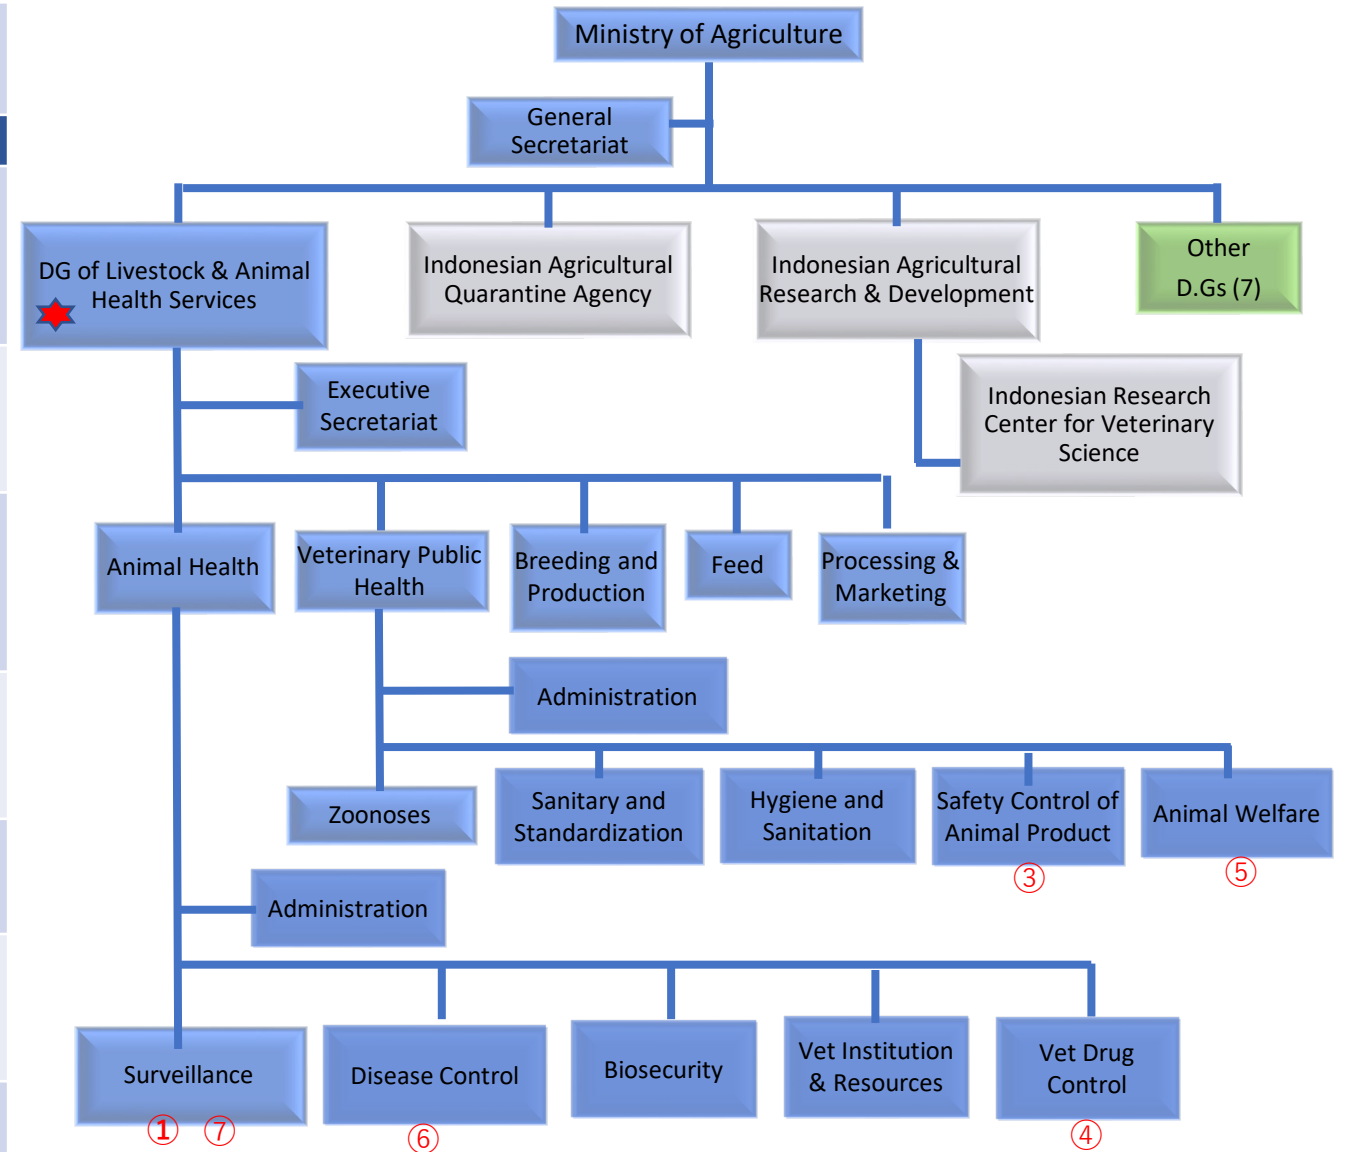 Ministry of Agriculture
General
Secretariat
DG of Livestock & Animal
Health Services
Indonesian Agricultural
Quarantine Agency
Indonesian Agricultural
Research & Development
Other
D.Gs (7)
Executive
Secretariat
Indonesian Research
Center for Veterinary
Science
Animal Health
Veterinary Public
Health
Breeding and
Production
Feed
Processing &
Marketing
Administration
Zoonoses
Sanitary and
Standardization
Hygiene and
Sanitation
Safety Control of
Animal Product
③
Animal Welfare
⑤
Administration
Surveillance
① ⑦
Disease Control
⑥
Biosecurity
Vet Institution
& Resources
Vet Drug
Control
④